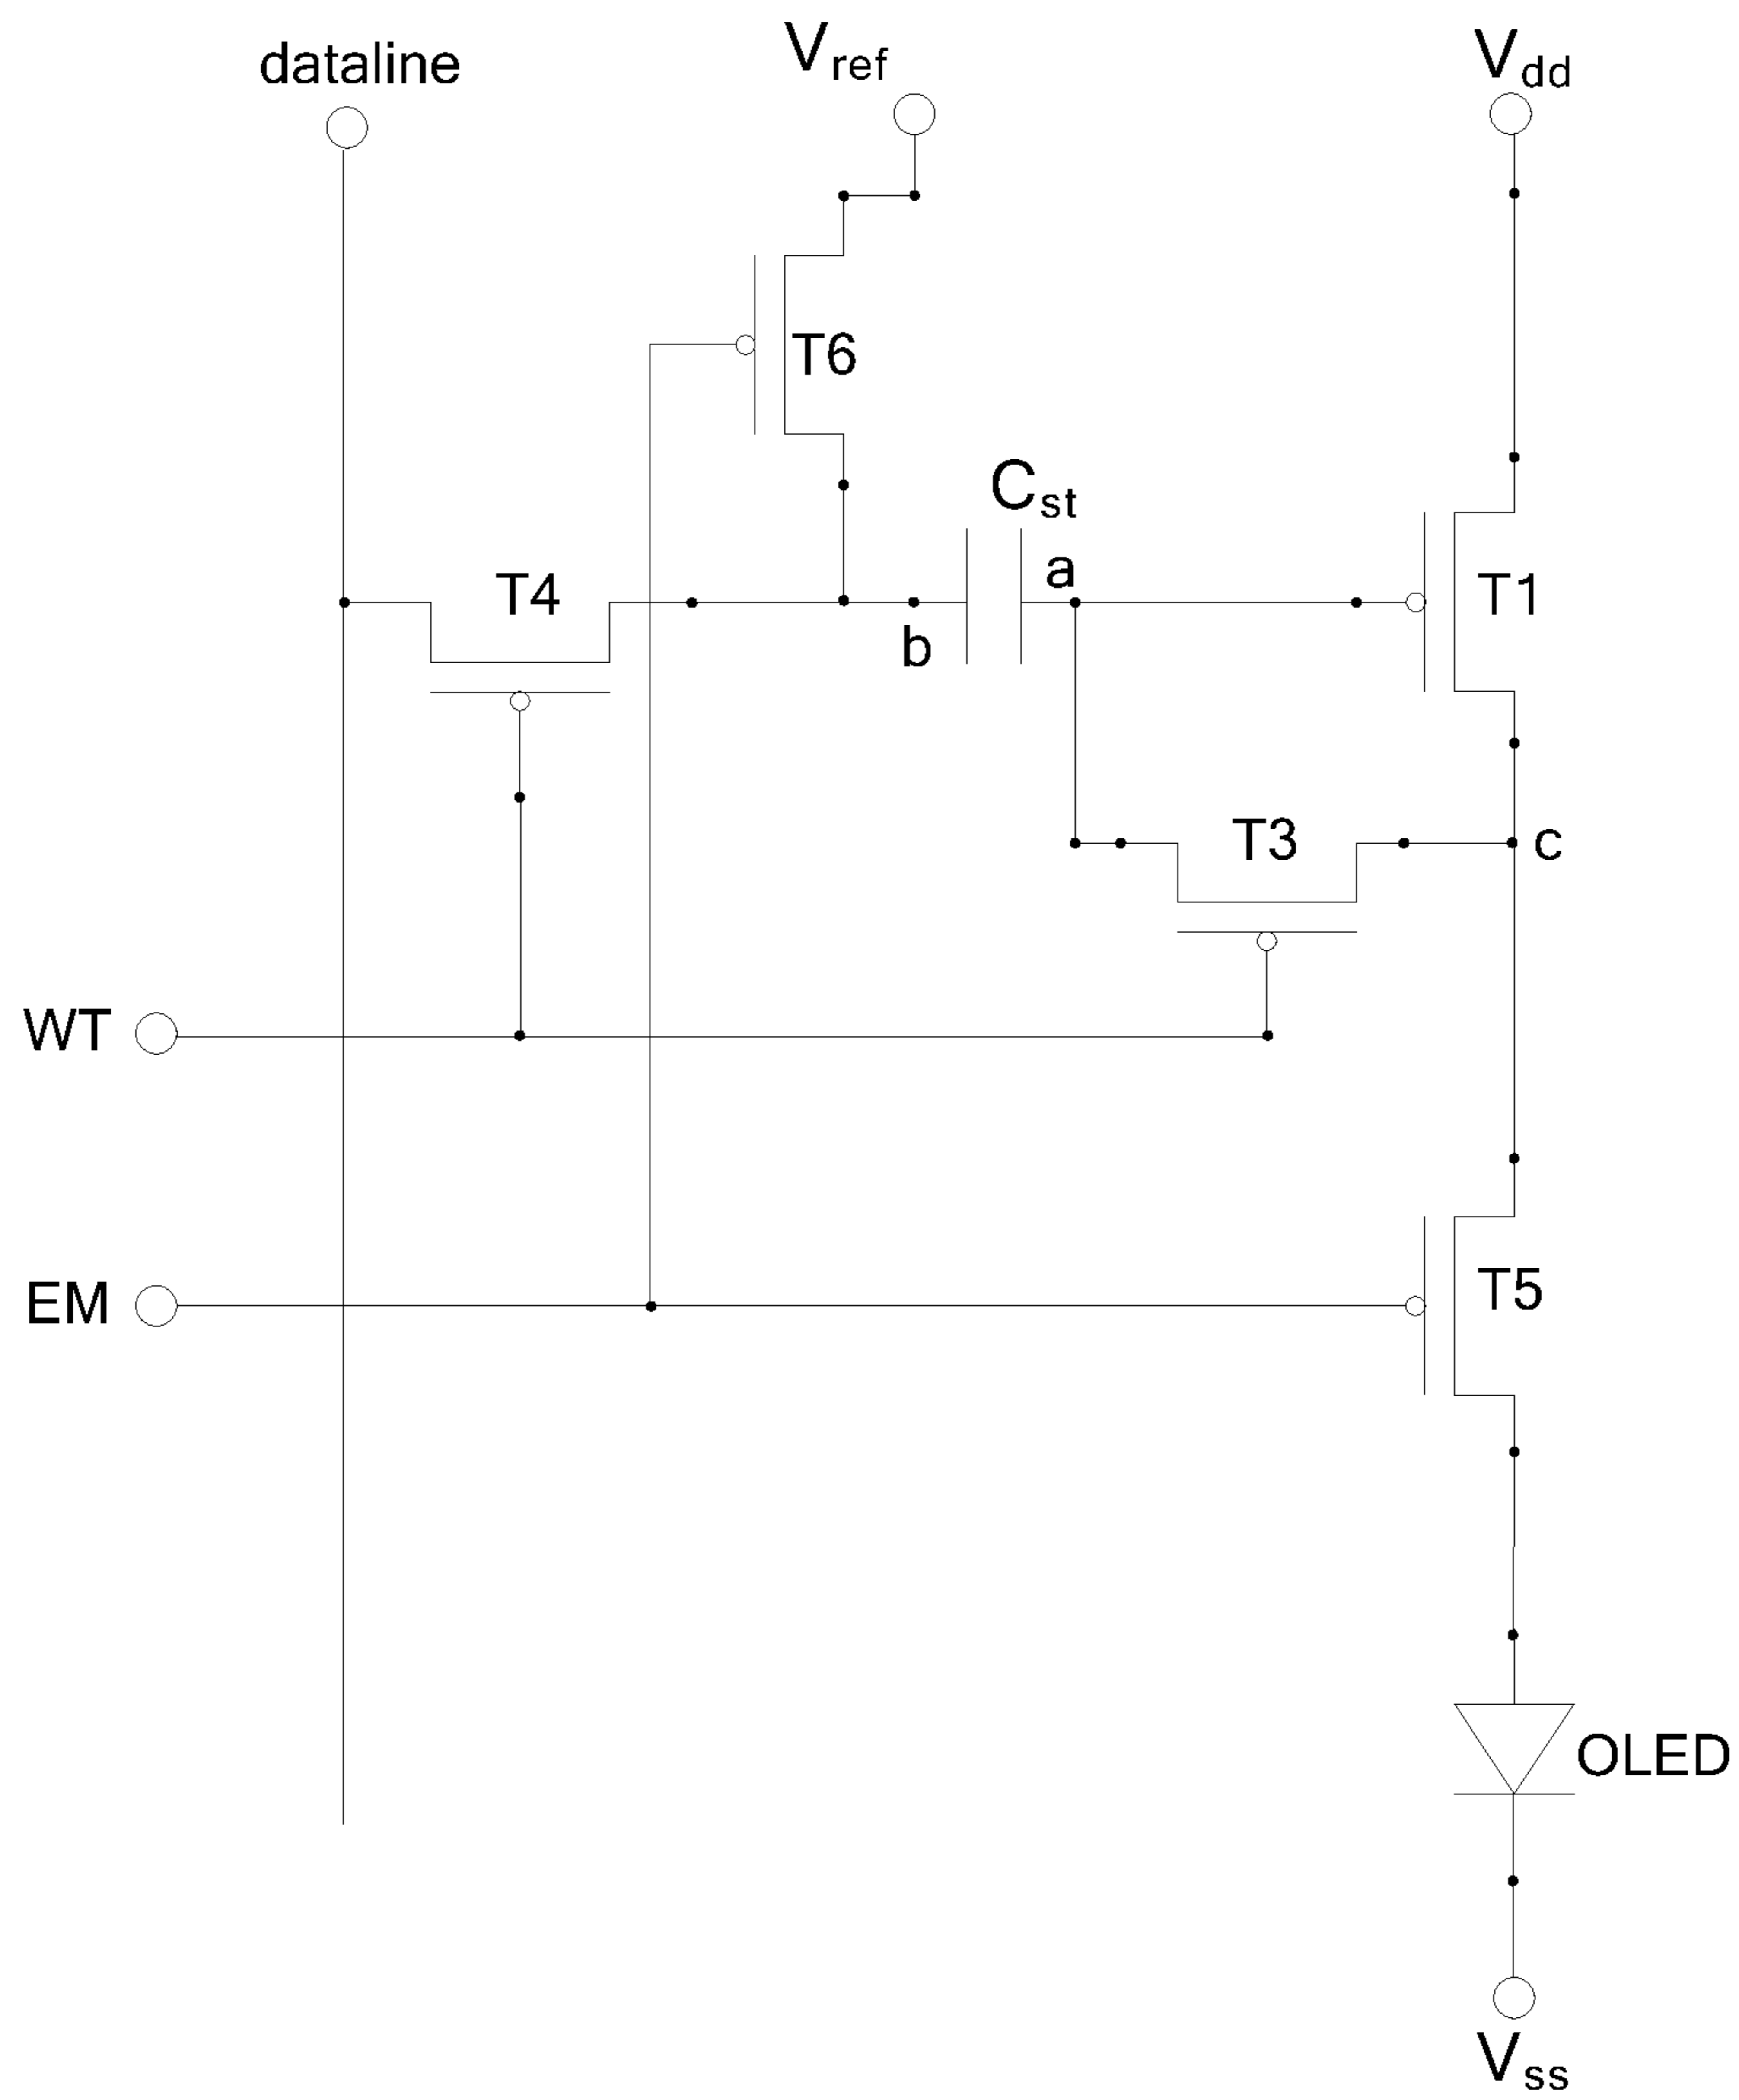 dataline
Vref
Vdd
T6
Cst
a
T4
T1
b
T3
c
WT
EM
T5
OLED
Vss